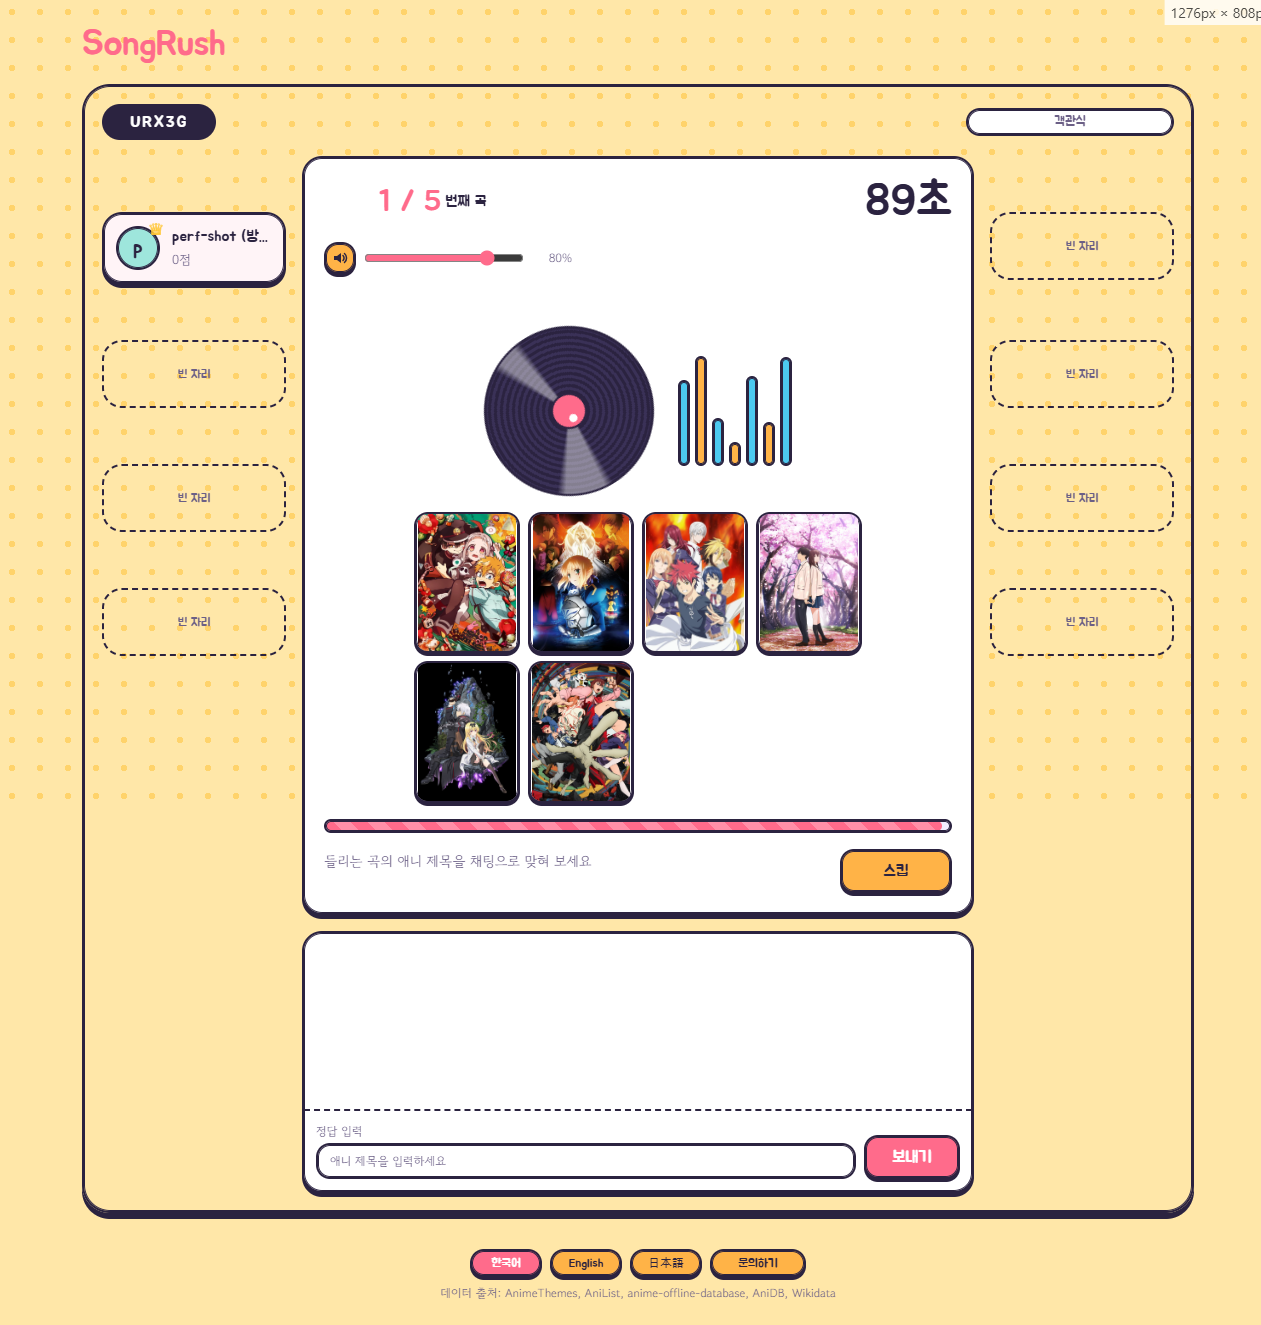 1276px × 808p
SongRush
URX3G
객관식
1 / 5 번째 곡
89초
P
perf-shot (방...
0점
80%
빈 자리
빈 자리
빈 자리
빈 자리
빈 자리
빈 자리
빈 자리
들리는 곡의 애니 제목을 채팅으로 맞혀 보세요
스킵
정답 입력
애니 제목을 입력하세요
보내기
한국어
English
日本語
문의하기
데이터 출처: AnimeThemes, AniList, anime-offline-database, AniDB, Wikidata